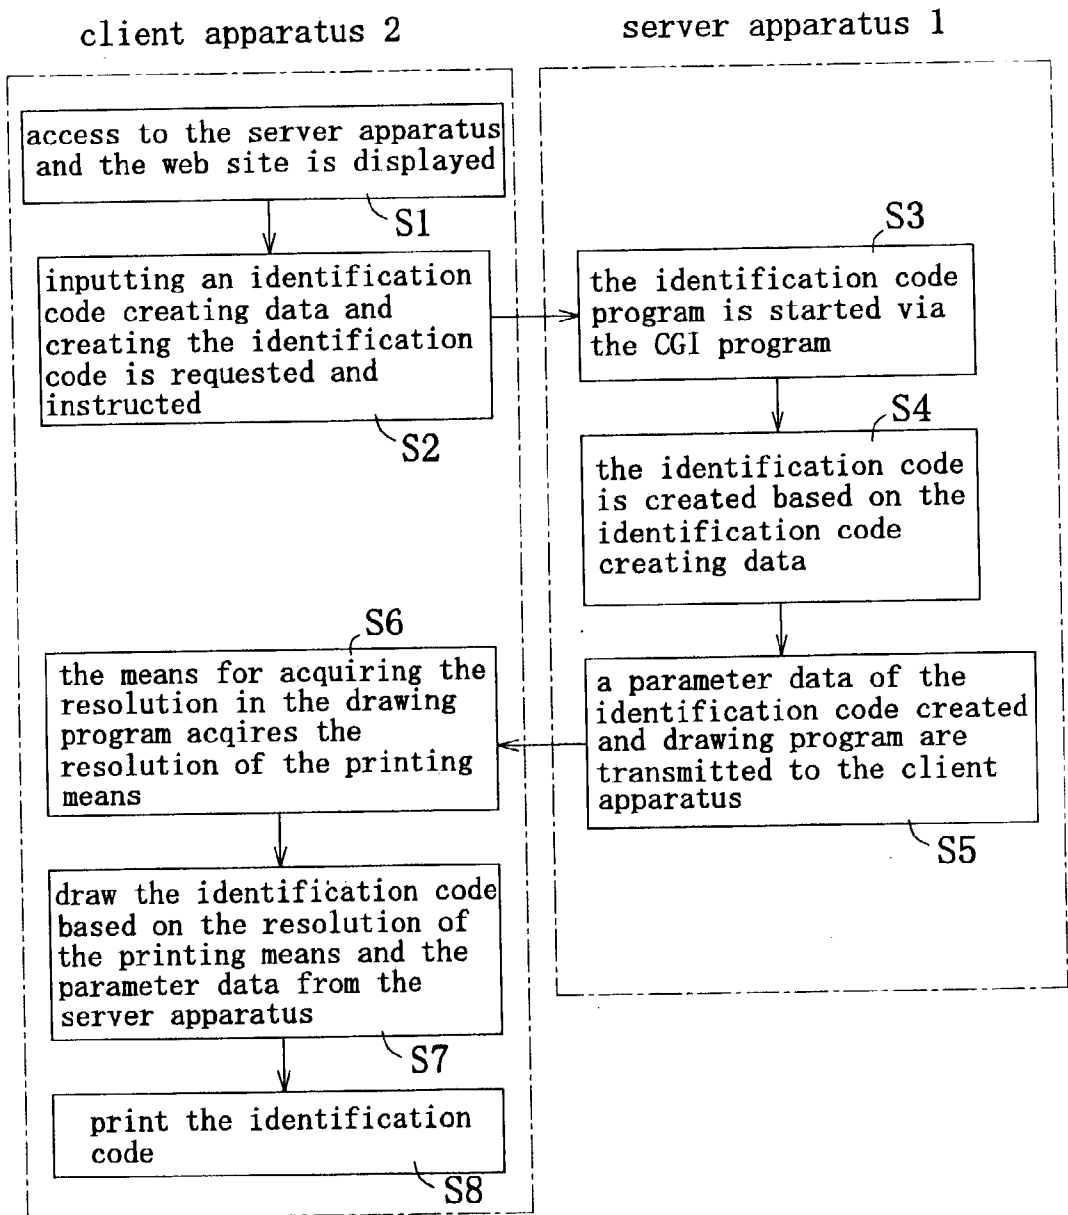 client apparatus 2
server apparatus 1
access to the server apparatus
and the web site is displayed
S1
inputting an identification
code creating data and
creating the identification
code is requested and
instructed
S2
S3
the identification code
program is started via
the CGI program
S4
the identification code
is created based on the
identification code
creating data
a parameter data of the
identification code created
and drawing program are
transmitted to the client
apparatus
S5
S6
the means for acquiring the
resolution in the drawing
program acqires the
resolution of the printing
means
draw the identification code
based on the resolution of
the printing means and the
parameter data from the
server apparatus
S7
print the identification
code
S8